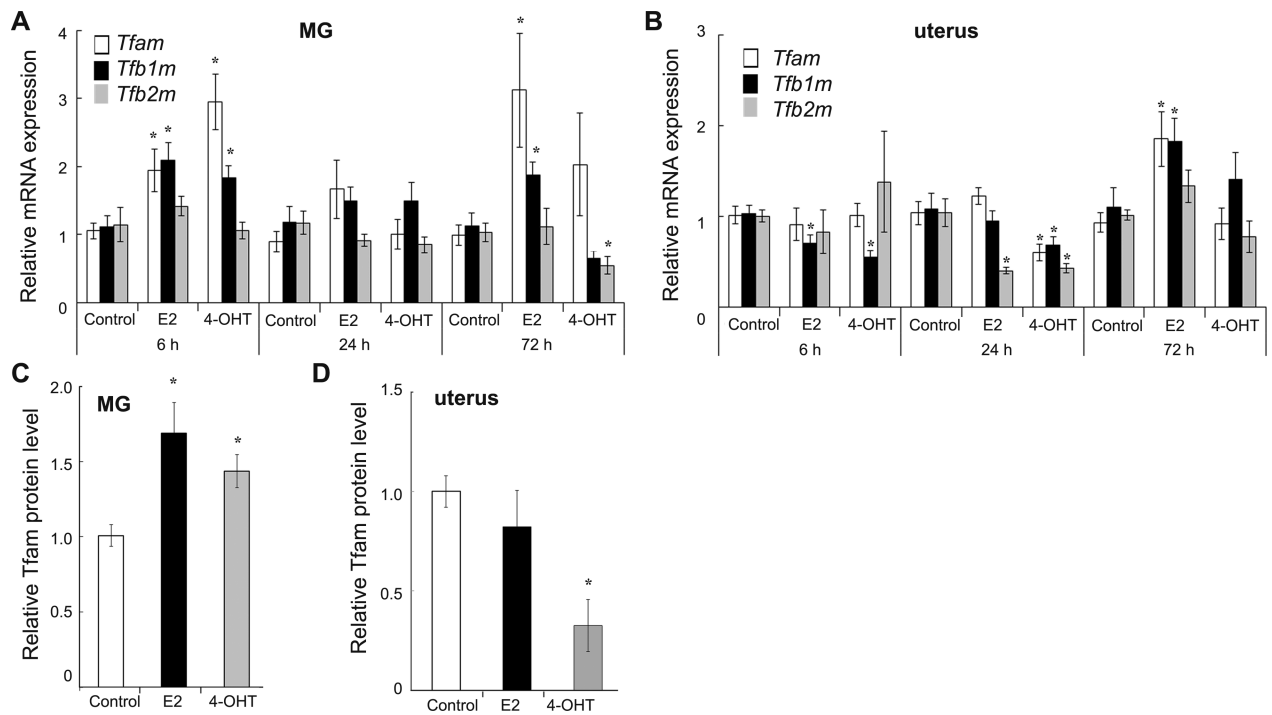 A
MG
Tfam
Tfb1m
Tfb2m
Relative mRNA expression
4
3
2
1
0
* * * * * * *
Control E2 4-OHT Control E2 4-OHT Control E2 4-OHT
6 h 24 h 72 h
B
uterus
Tfam
Tfb1m
Tfb2m
Relative mRNA expression
3
2
1
0
* * * * * * * *
Control E2 4-OHT Control E2 4-OHT Control E2 4-OHT
6 h 24 h 72 h
C
MG
Relative Tfam protein level
2.0
1.5
1.0
0.5
0
* *
Control E2 4-OHT
D
uterus
Relative Tfam protein level
1.5
1.0
0.5
0
*
Control E2 4-OHT